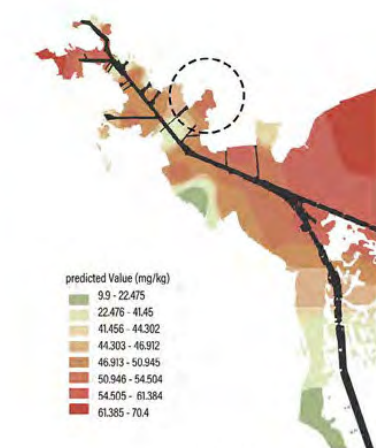 predicted Value (mg/kg)
9.9 - 22.475
22.476 - 41.45
41.456 - 44.302
44.303 - 46.912
46.913 - 50.945
50.946 - 54.504
54.505 - 61.384
61.385 - 70.4